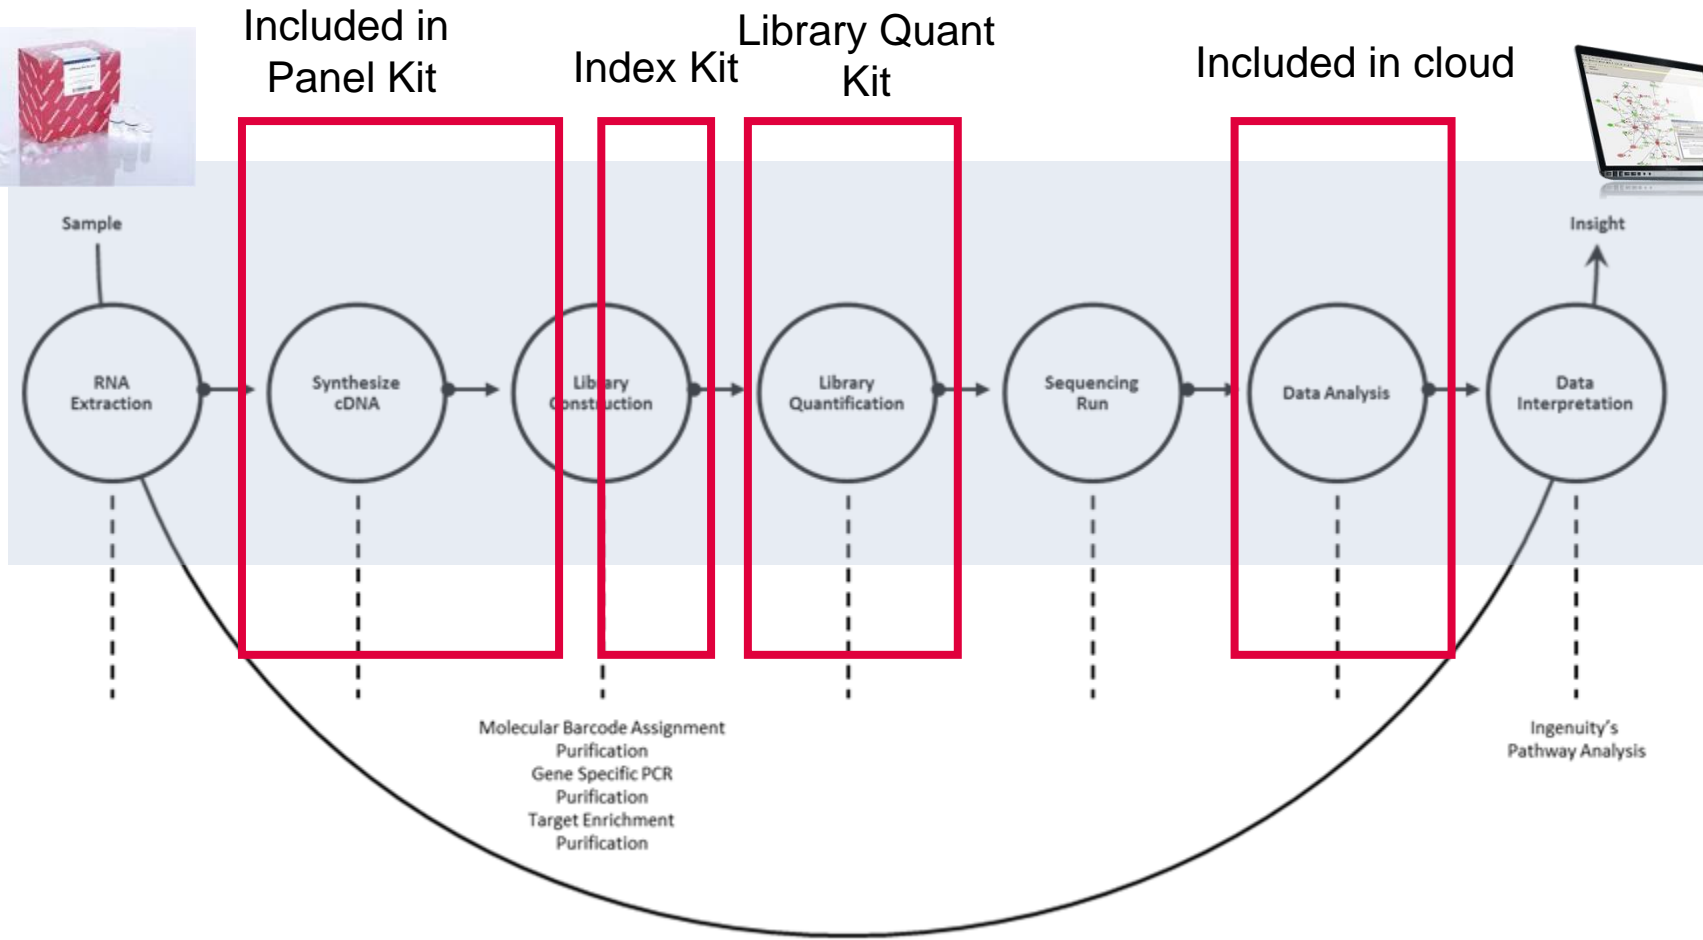 Included in
Panel Kit
Index Kit
Library Quant
Kit
Included in cloud
Sample
Insight
RNA
Extraction
Synthesize
cDNA
Library
Construction
Library
Quantification
Sequencing
Run
Data Analysis
Data
Interpretation
Molecular Barcode Assignment
Purification
Gene Specific PCR
Purification
Target Enrichment
Purification
Ingenuity's
Pathway Analysis